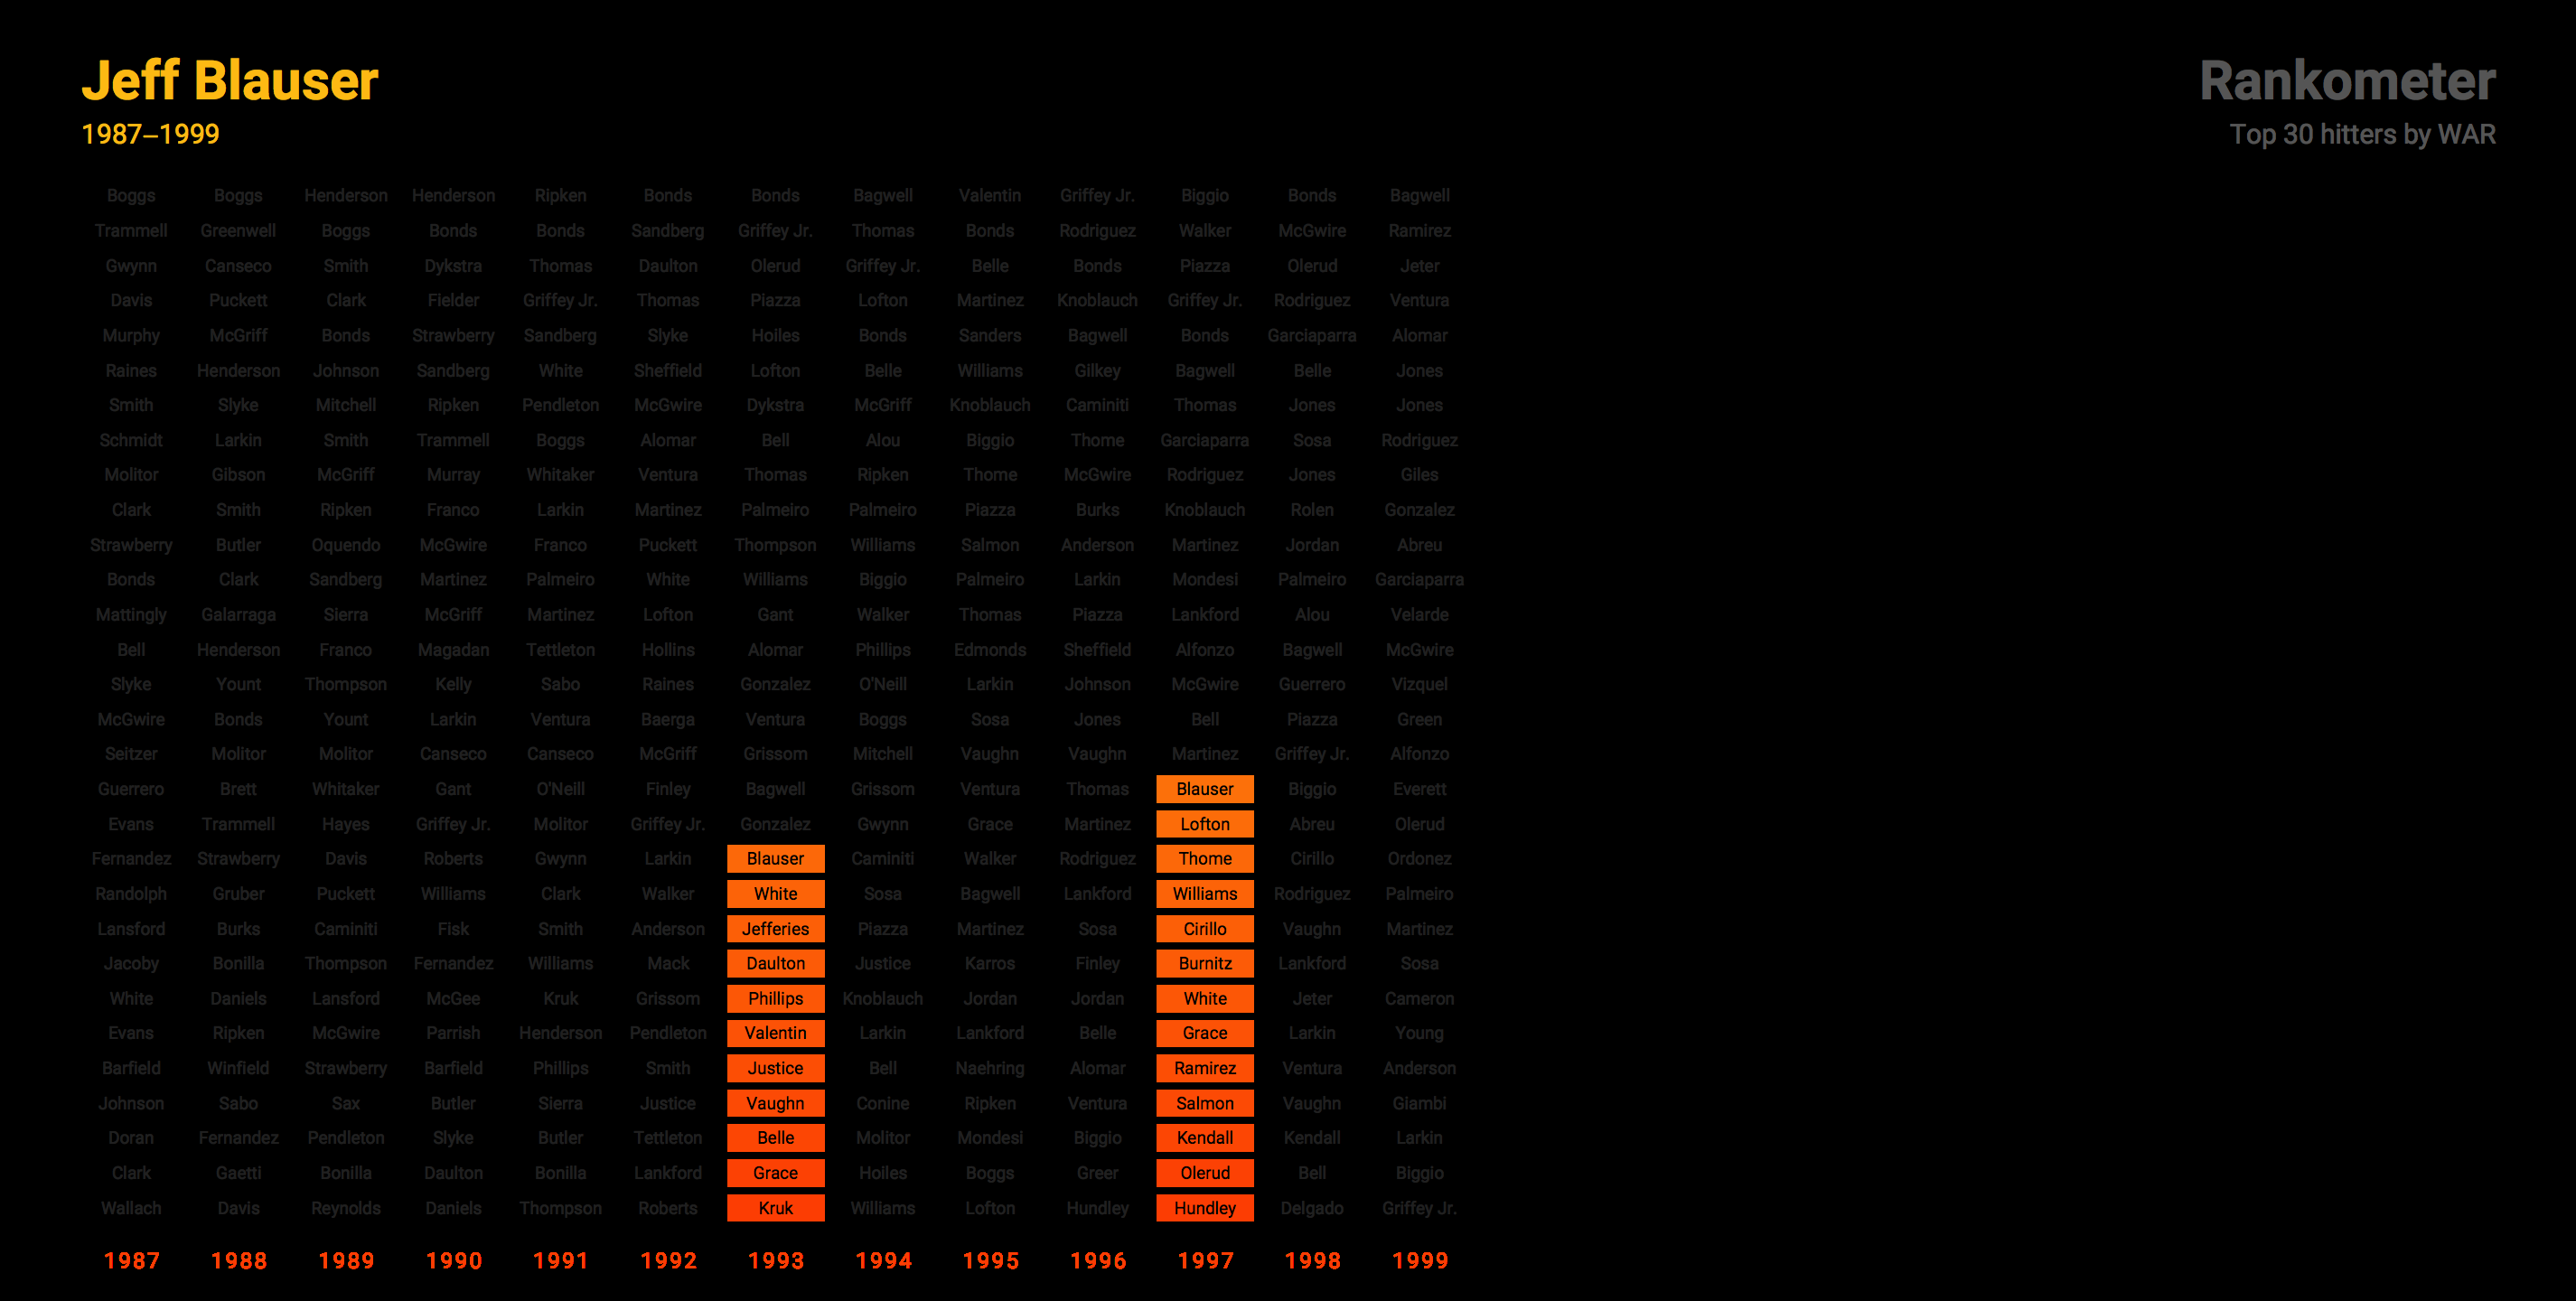 Jeff Blauser
1987–1999
Rankometer
Top 30 hitters by WAR
Boggs Boggs Henderson Henderson Ripken Bonds Bonds Bagwell Valentin Griffey Jr. Biggio Bonds Bagwell
Trammell Greenwell Boggs Bonds Bonds Sandberg Griffey Jr. Thomas Bonds Rodriguez Walker McGwire Ramirez
Gwynn Canseco Smith Dykstra Thomas Daulton Olerud Griffey Jr. Belle Bonds Piazza Olerud Jeter
Davis Puckett Clark Fielder Griffey Jr. Thomas Piazza Lofton Martinez Knoblauch Griffey Jr. Rodriguez Ventura
Murphy McGriff Bonds Strawberry Sandberg Slyke Hoiles Bonds Sanders Bagwell Bonds Garciaparra Alomar
Raines Henderson Johnson Sandberg White Sheffield Lofton Belle Williams Gilkey Bagwell Belle Jones
Smith Slyke Mitchell Ripken Pendleton McGwire Dykstra McGriff Knoblauch Caminiti Thomas Jones Jones
Schmidt Larkin Smith Trammell Boggs Alomar Bell Alou Biggio Thome Garciaparra Sosa Rodriguez
Molitor Gibson McGriff Murray Whitaker Ventura Thomas Ripken Thome McGwire Rodriguez Jones Giles
Clark Smith Ripken Franco Larkin Martinez Palmeiro Palmeiro Piazza Burks Knoblauch Rolen Gonzalez
Strawberry Butler Oquendo McGwire Franco Puckett Thompson Williams Salmon Anderson Martinez Jordan Abreu
Bonds Clark Sandberg Martinez Palmeiro White Williams Biggio Palmeiro Larkin Mondesi Palmeiro Garciaparra
Mattingly Galarraga Sierra McGriff Martinez Lofton Gant Walker Thomas Piazza Lankford Alou Velarde
Bell Henderson Franco Magadan Tettleton Hollins Alomar Phillips Edmonds Sheffield Alfonzo Bagwell McGwire
Slyke Yount Thompson Kelly Sabo Raines Gonzalez O'Neill Larkin Johnson McGwire Guerrero Vizquel
McGwire Bonds Yount Larkin Ventura Baerga Ventura Boggs Sosa Jones Bell Piazza Green
Seitzer Molitor Molitor Canseco Canseco McGriff Grissom Mitchell Vaughn Vaughn Martinez Griffey Jr. Alfonzo
Guerrero Brett Whitaker Gant O'Neill Finley Bagwell Grissom Ventura Thomas Blauser Biggio Everett
Evans Trammell Hayes Griffey Jr. Molitor Griffey Jr. Gonzalez Gwynn Grace Martinez Lofton Abreu Olerud
Fernandez Strawberry Davis Roberts Gwynn Larkin Blauser Caminiti Walker Rodriguez Thome Cirillo Ordonez
Randolph Gruber Puckett Williams Clark Walker White Sosa Bagwell Lankford Williams Rodriguez Palmeiro
Lansford Burks Caminiti Fisk Smith Anderson Jefferies Piazza Martinez Sosa Cirillo Vaughn Martinez
Jacoby Bonilla Thompson Fernandez Williams Mack Daulton Justice Karros Finley Burnitz Lankford Sosa
White Daniels Lansford McGee Kruk Grissom Phillips Knoblauch Jordan Jordan White Jeter Cameron
Evans Ripken McGwire Parrish Henderson Pendleton Valentin Larkin Lankford Belle Grace Larkin Young
Barfield Winfield Strawberry Barfield Phillips Smith Justice Bell Naehring Alomar Ramirez Ventura Anderson
Johnson Sabo Sax Butler Sierra Justice Vaughn Conine Ripken Ventura Salmon Vaughn Giambi
Doran Fernandez Pendleton Slyke Butler Tettleton Belle Molitor Mondesi Biggio Kendall Kendall Larkin
Clark Gaetti Bonilla Daulton Bonilla Lankford Grace Hoiles Boggs Greer Olerud Bell Biggio
Wallach Davis Reynolds Daniels Thompson Roberts Kruk Williams Lofton Hundley Hundley Delgado Griffey Jr.
1987 1988 1989 1990 1991 1992 1993 1994 1995 1996 1997 1998 1999